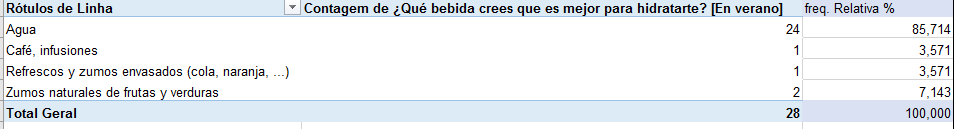 Rótulos de Linha Contagem de ¿Qué bebida crees que es mejor para hidratarte? [En verano] freq. Relativa %
Agua 24 85,714
Café, infusiones 1 3,571
Refrescos y zumos envasados (cola, naranja, ...) 1 3,571
Zumos naturales de frutas y verduras 2 7,143
Total Geral 28 100,000